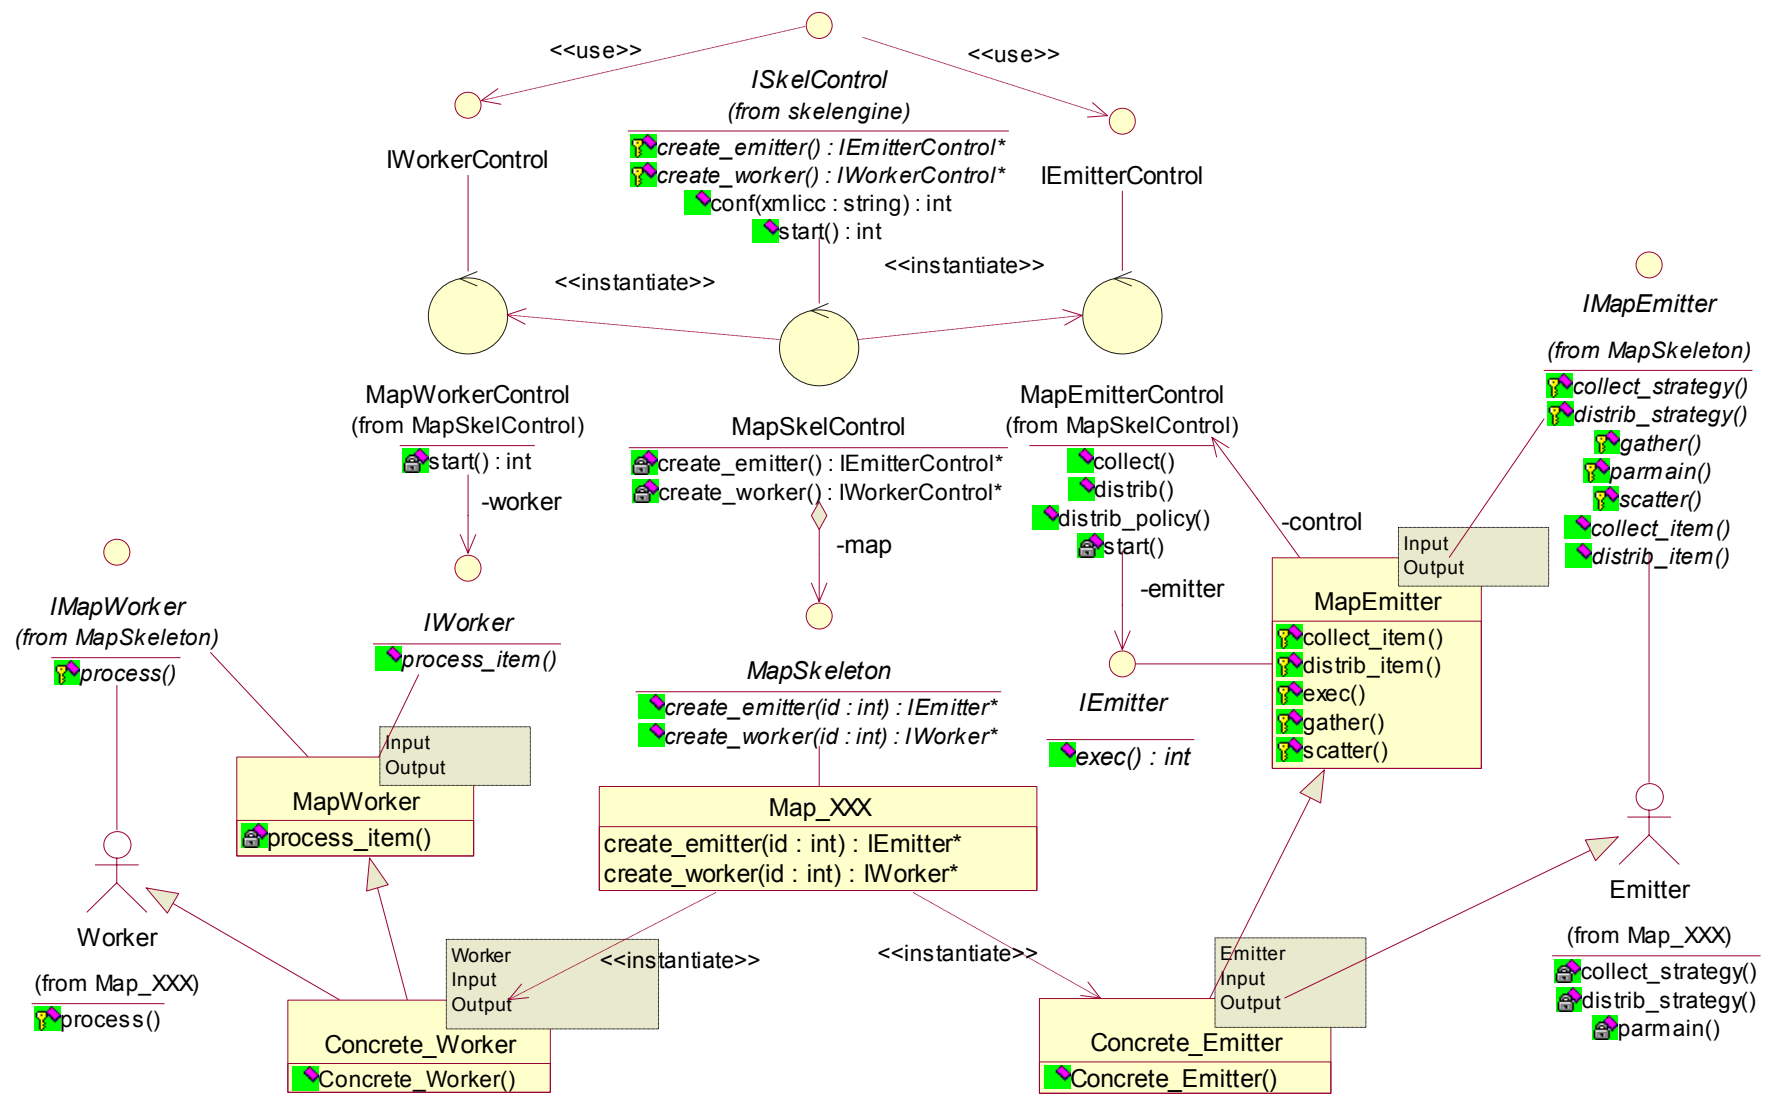 <<use>>
<<use>>
ISkelControl
(from skelengine)
create_emitter() : IEmitterControl*
create_worker() : IWorkerControl*
conf(xmlicc : string) : int
start() : int
IWorkerControl
IEmitterControl
<<instantiate>>
<<instantiate>>
MapWorkerControl
(from MapSkelControl)
start() : int
-worker
MapSkelControl
create_emitter() : IEmitterControl*
create_worker() : IWorkerControl*
-map
MapEmitterControl
(from MapSkelControl)
collect()
distrib()
distrib_policy()
start()
-control
-emitter
IMapEmitter
(from MapSkeleton)
collect_strategy()
distrib_strategy()
gather()
parmain()
scatter()
collect_item()
distrib_item()
Input
Output
MapEmitter
collect_item()
distrib_item()
exec()
gather()
scatter()
IMapWorker
(from MapSkeleton)
process()
IWorker
process_item()
MapSkeleton
create_emitter(id : int) : IEmitter*
create_worker(id : int) : IWorker*
IEmitter
exec() : int
Input
Output
MapWorker
process_item()
Map_XXX
create_emitter(id : int) : IEmitter*
create_worker(id : int) : IWorker*
Worker
(from Map_XXX)
process()
Emitter
(from Map_XXX)
collect_strategy()
distrib_strategy()
parmain()
Worker
Input
Output
<<instantiate>>
<<instantiate>>
Emitter
Input
Output
Concrete_Worker
Concrete_Worker()
Concrete_Emitter
Concrete_Emitter()